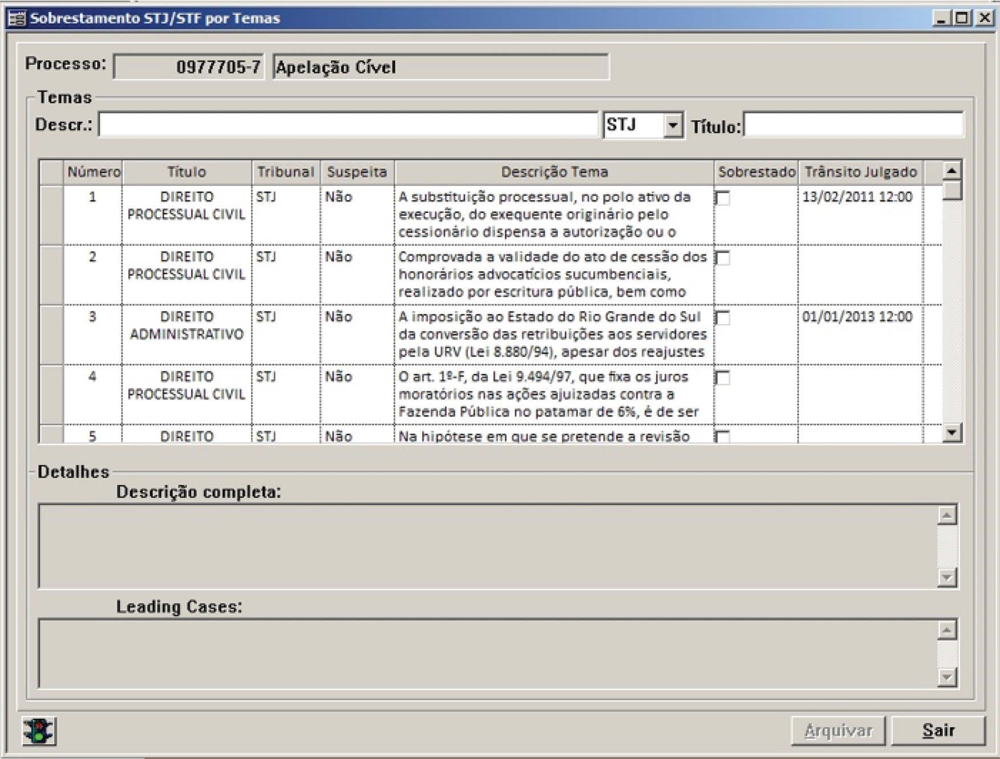 Sobrestamento STJ/STF por Temas
Processo: 0977705-7 Apelação Cível
Temas
Descr.: STJ Título:
Número Título Tribunal Suspeita Descrição Tema Sobrestado Trânsito Julgado
1 DIREITO STJ Não A substituição processual, no polo ativo da 13/02/2011 12:00
PROCESSUAL CIVIL execução, do exequente originário pelo
cessionário dispensa a autorização ou o
2 DIREITO STJ Não Comprovada a validade do ato de cessão dos
PROCESSUAL CIVIL honorários advocatícios sucumbenciais,
realizado por escritura pública, bem como
3 DIREITO STJ Não A imposição ao Estado do Rio Grande do Sul 01/01/2013 12:00
ADMINISTRATIVO da conversão das retribuições aos servidores
pela URV (Lei 8.880/94), apesar dos reajustes
4 DIREITO STJ Não O art. 1º-F, da Lei 9.494/97, que fixa os juros
PROCESSUAL CIVIL moratórios nas ações ajuizadas contra a
Fazenda Pública no patamar de 6%, é de ser
5 DIREITO STJ Não Na hipótese em que se pretende a revisão
Detalhes
Descrição completa:
Leading Cases:
Arquivar Sair